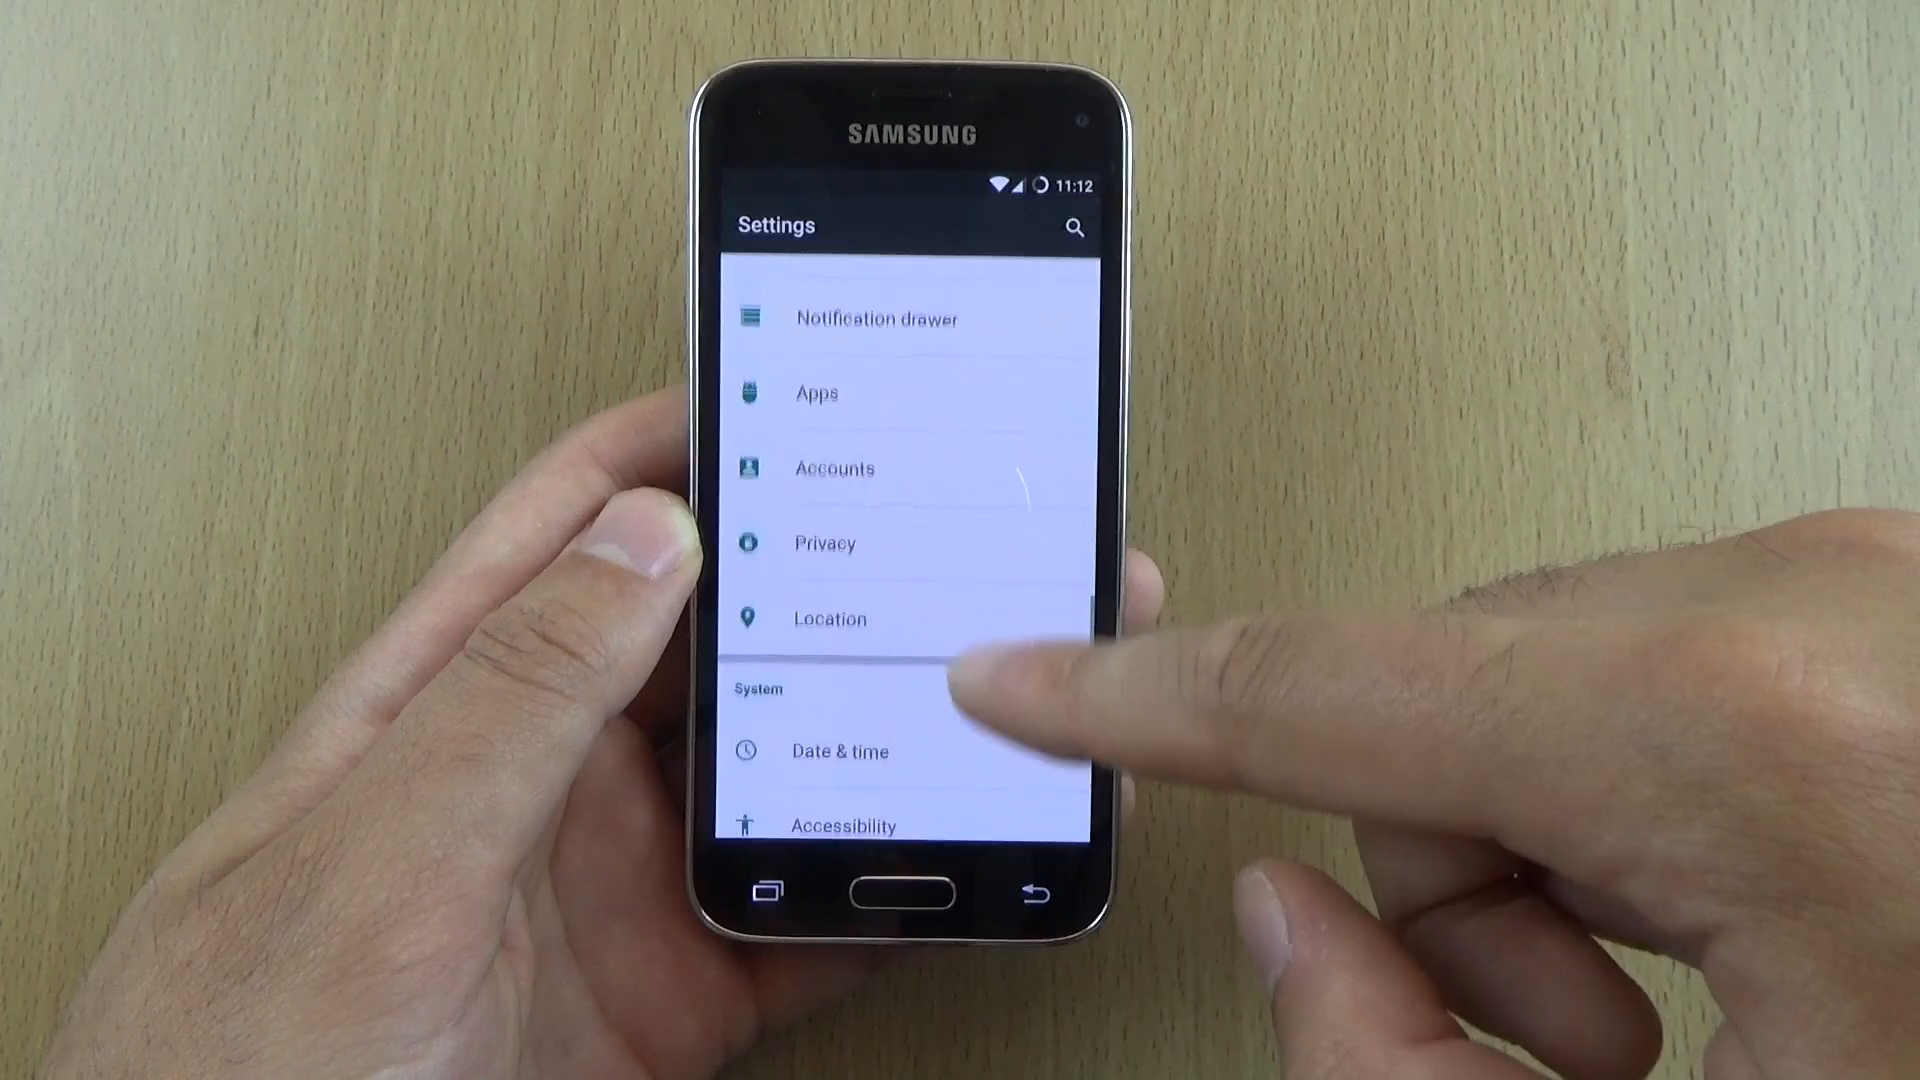 SAMSUNG
11:12
Settings
Notification drawer
Apps
Accounts
Privacy
Location
System
Date & time
Accessibility